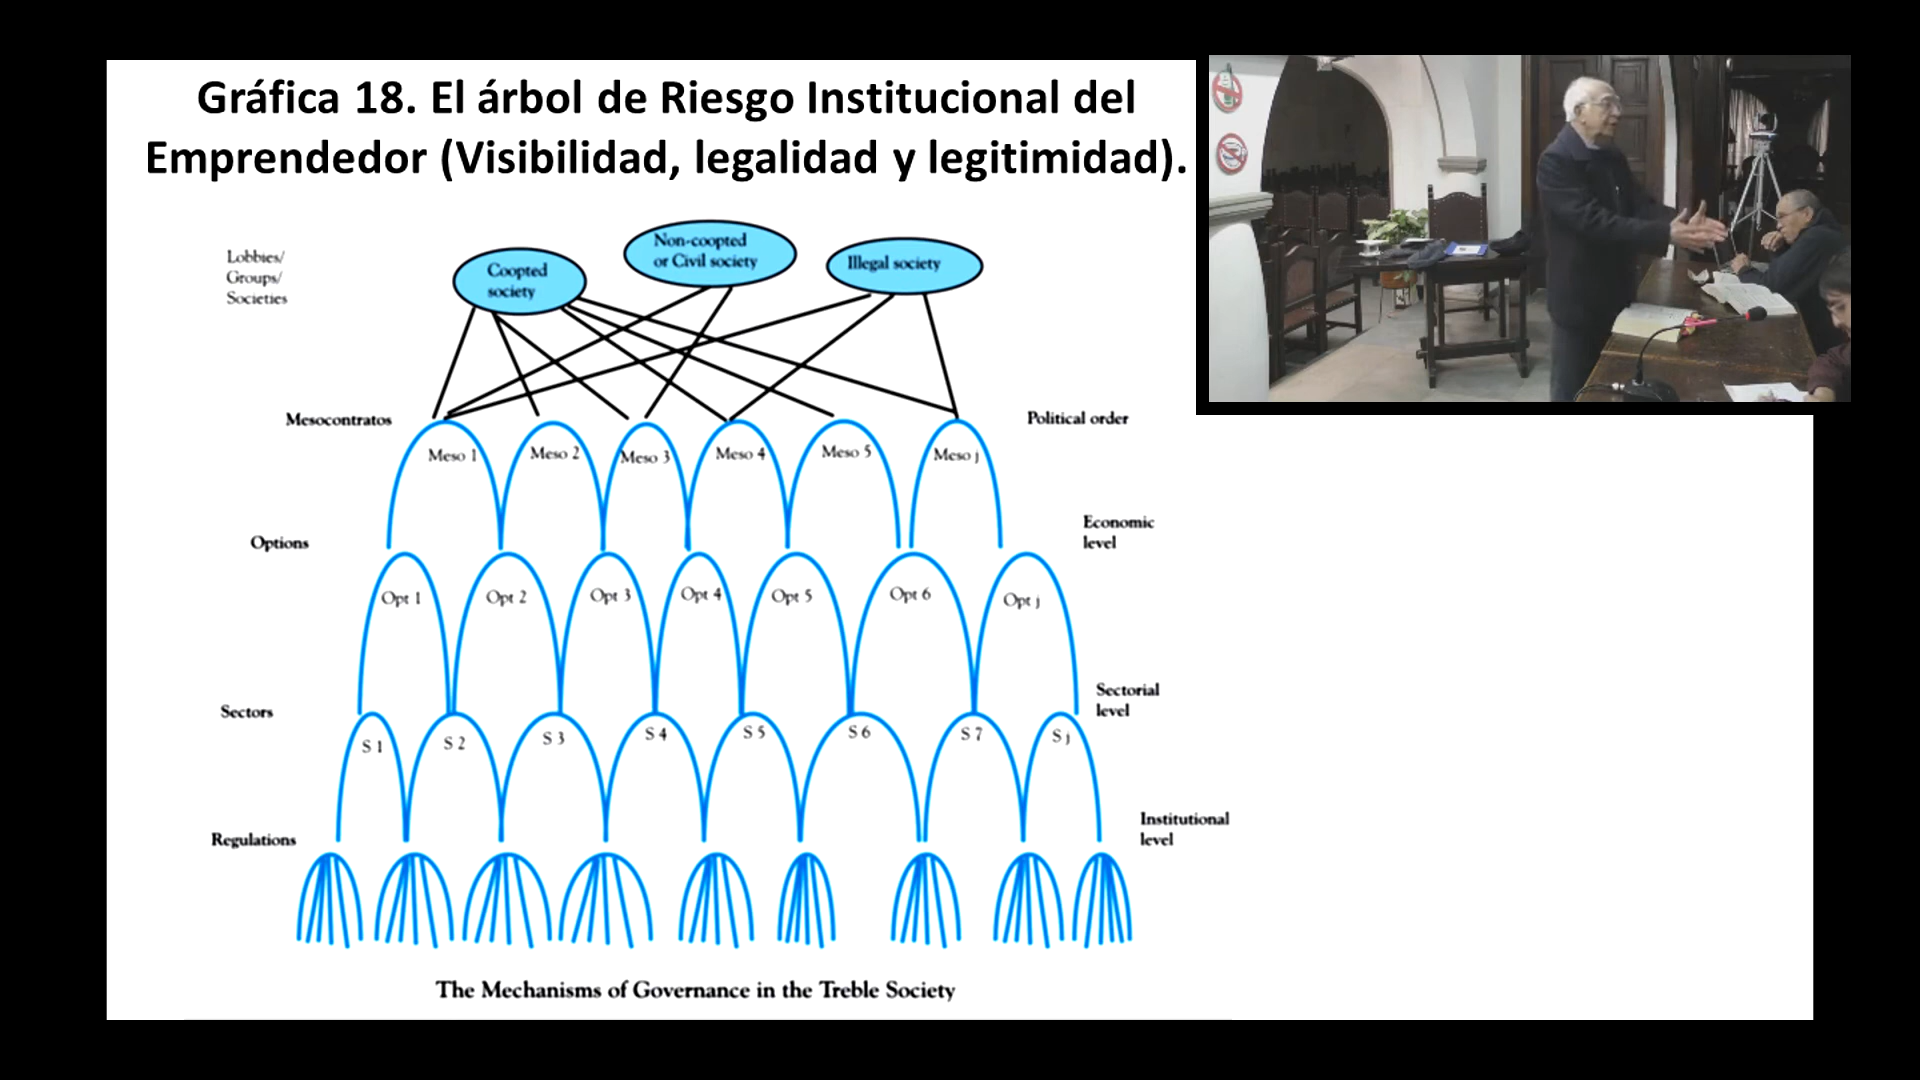 Gráfica 18. El árbol de Riesgo Institucional del
Emprendedor (Visibilidad, legalidad y legitimidad).
Lobbies/
Groups/
Societies
Coopted
society
Non-coopted
or Civil society
Illegal society
Mesocontratos
Political order
Meso 1
Meso 2
Meso 3
Meso 4
Meso 5
Meso j
Options
Economic
level
Opt 1
Opt 2
Opt 3
Opt 4
Opt 5
Opt 6
Opt j
Sectors
Sectorial
level
S 1
S 2
S 3
S 4
S 5
S 6
S 7
S j
Regulations
Institutional
level
The Mechanisms of Governance in the Treble Society